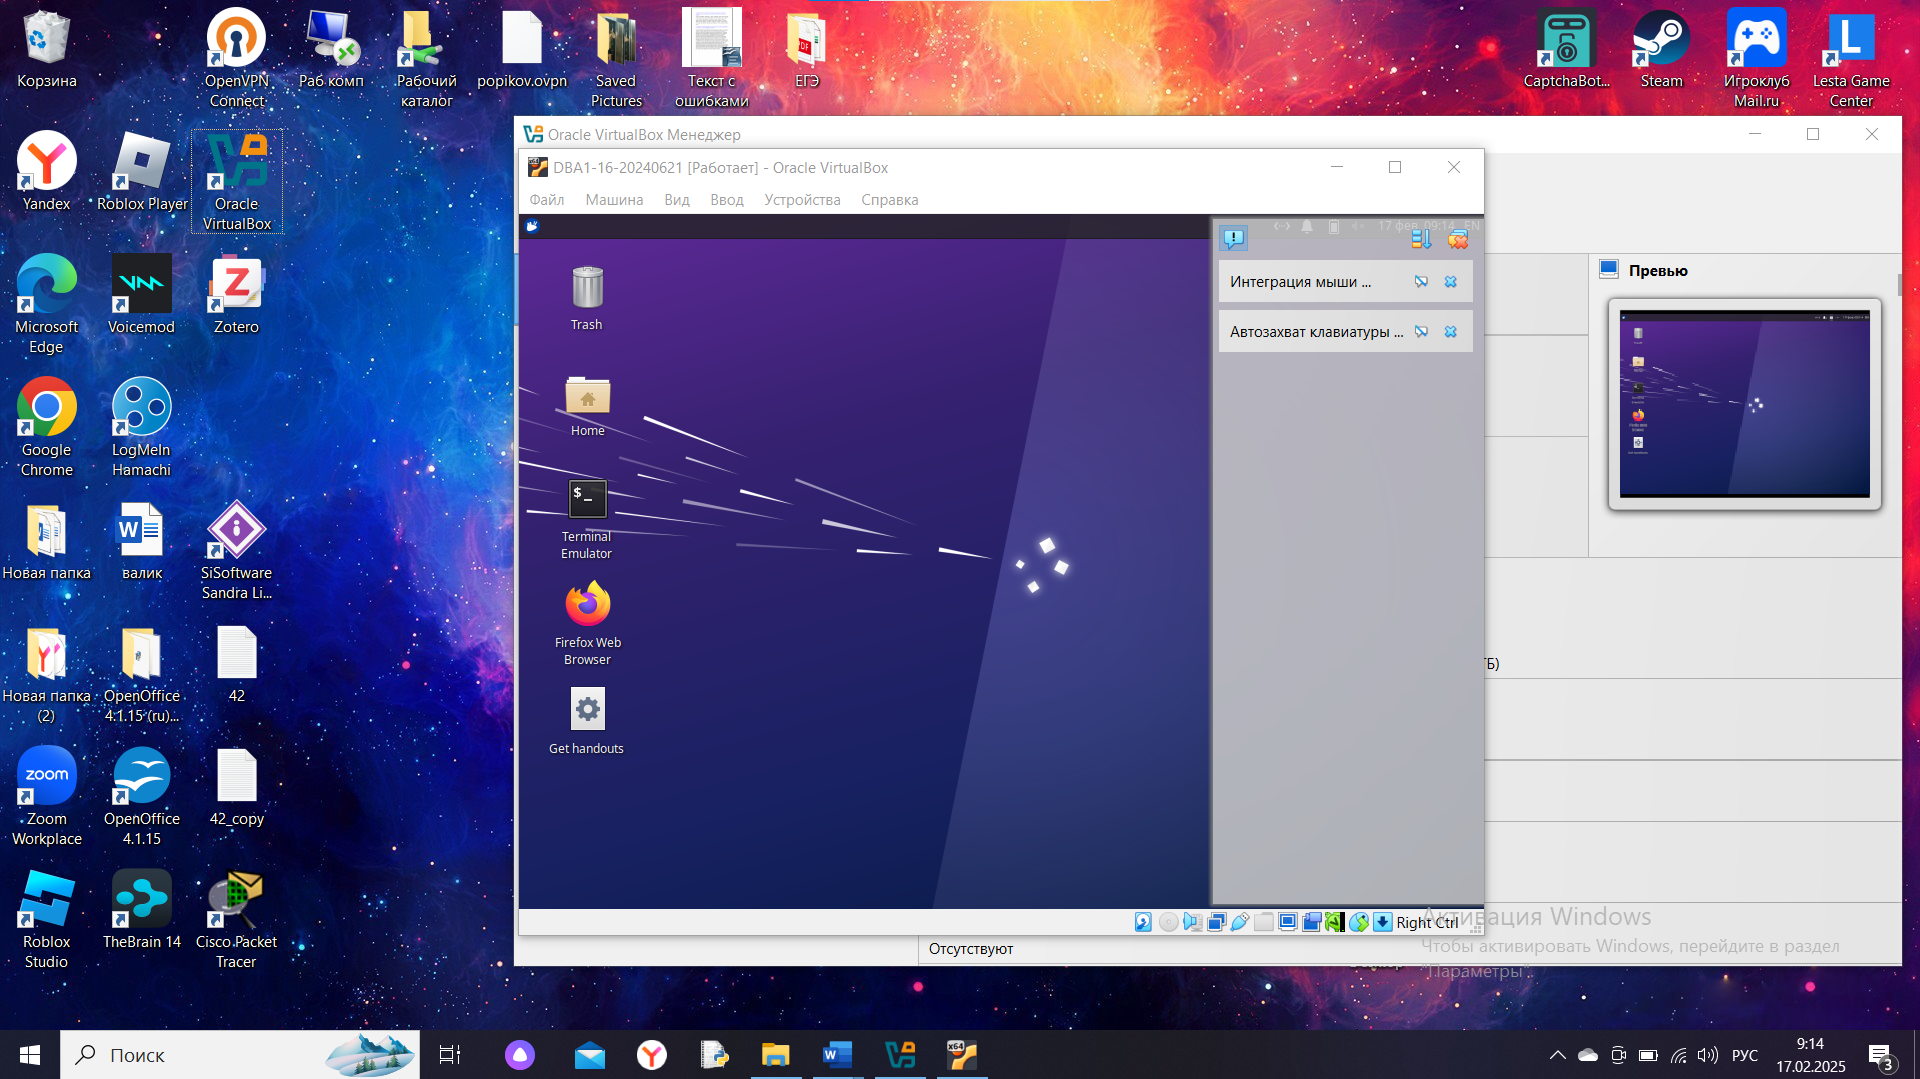 Корзина
OpenVPN
Connect
Раб комп
Рабочий
каталог
popikov.ovpn
Saved
Pictures
Текст с
ошибками
PDF
ЕГЭ
CaptchaBot...
Steam
Игроклуб
Mail.ru
L
Lesta Game
Center
Yandex
Roblox Player
Oracle
VirtualBox
Microsoft
Edge
Voicemod
Z
Zotero
Google
Chrome
LogMeIn
Hamachi
Новая папка
W
валик
SiSoftware
Sandra Li...
Новая папка
(2)
OpenOffice
4.1.15 (ru)...
42
zoom
Zoom
Workplace
OpenOffice
4.1.15
42_copy
Roblox
Studio
TheBrain 14
Cisco Packet
Tracer
Oracle VirtualBox Менеджер
x64
DBA1-16-20240621 [Работает] - Oracle VirtualBox
Файл Машина Вид Ввод Устройства Справка
17 фев, 09:14 EN
Интеграция мыши ...
Автозахват клавиатуры ...
Trash
Home
$_
Terminal
Emulator
Firefox Web
Browser
Get handouts
Right Ctrl
Превью
ТБ)
Отсутствуют
Активация Windows
Чтобы активировать Windows, перейдите в раздел
"Параметры".
Поиск
W
x64
РУС
9:14
17.02.2025
3